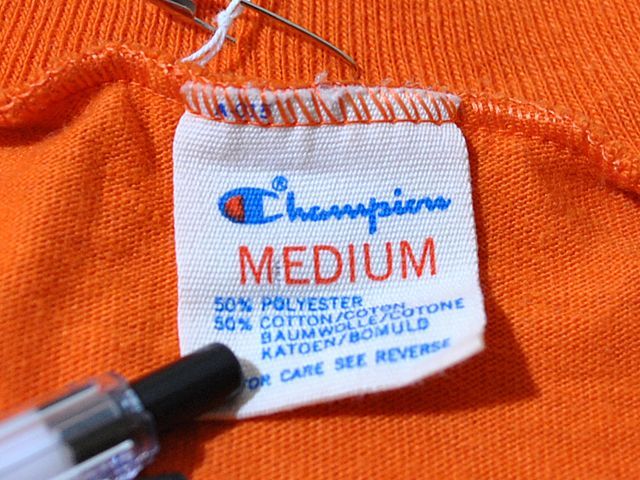 Champion®
MEDIUM
50% POLYESTER
50% COTTON/COTON
BAUMWOLLE/COTONE
KATOEN/BOMULD
FOR CARE SEE REVERSE